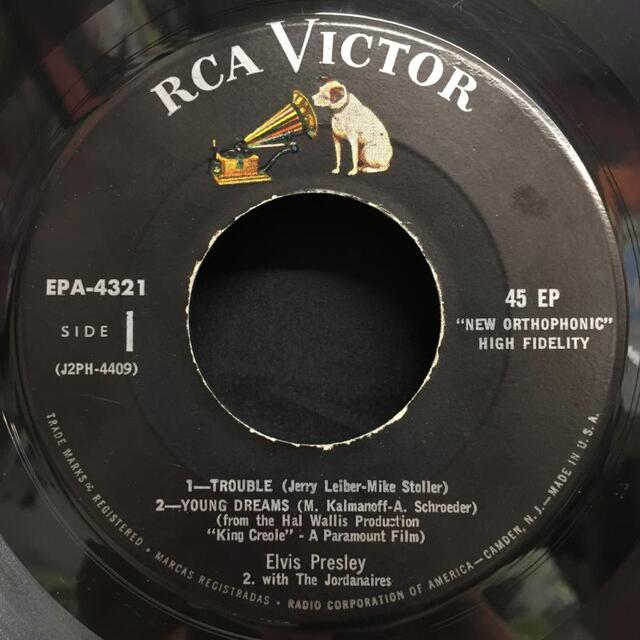 RCA VICTOR
EPA-4321
SIDE 1
(J2PH-4409)
45 EP
"NEW ORTHOPHONIC"
HIGH FIDELITY
1—TROUBLE (Jerry Leiber-Mike Stoller)
2—YOUNG DREAMS (M. Kalmanoff-A. Schroeder)
(from the Hal Wallis Production
"King Creole" - A Paramount Film)
Elvis Presley
2. with The Jordanaires
TRADE MARKS ® REGISTERED • MARCAS REGISTRADAS • RADIO CORPORATION OF AMERICA—CAMDEN, N.J.—MADE IN U.S.A.